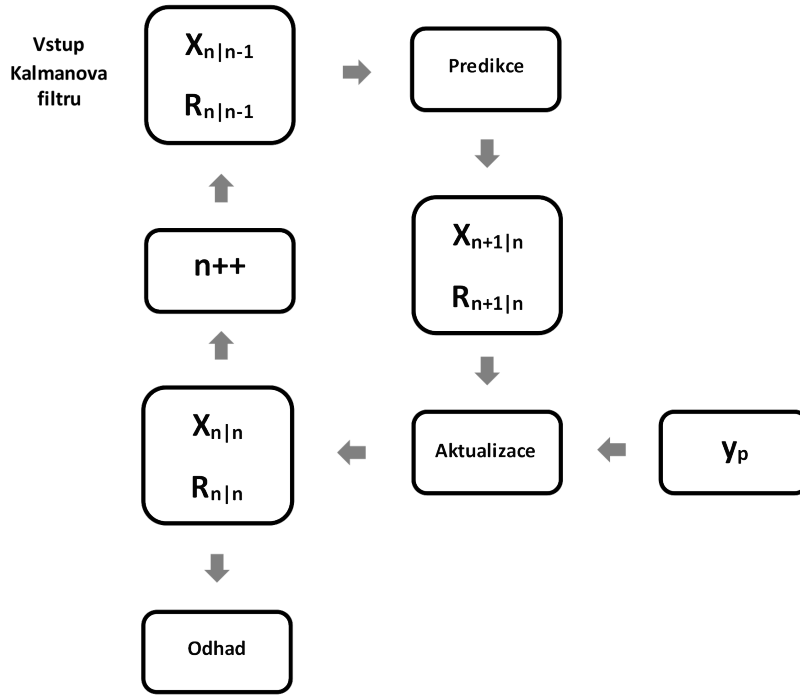 Vstup
Kalmanova
filtru
Xn|n-1
Rn|n-1
Predikce
n++
Xn+1|n
Rn+1|n
Xn|n
Rn|n
Aktualizace
yp
Odhad